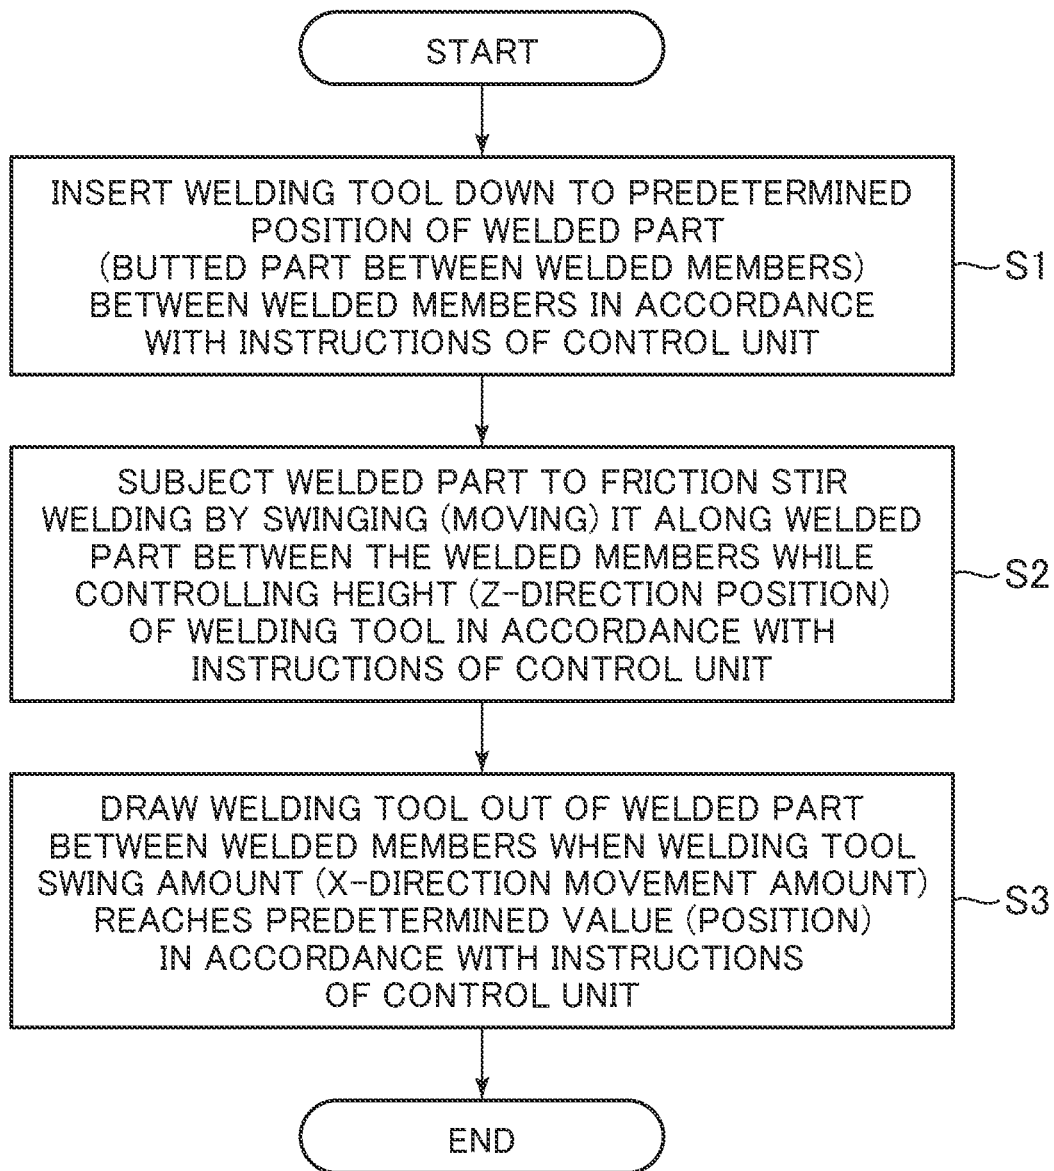 START
INSERT WELDING TOOL DOWN TO PREDETERMINED
POSITION OF WELDED PART
(BUTTED PART BETWEEN WELDED MEMBERS)
BETWEEN WELDED MEMBERS IN ACCORDANCE
WITH INSTRUCTIONS OF CONTROL UNIT
S1
SUBJECT WELDED PART TO FRICTION STIR
WELDING BY SWINGING (MOVING) IT ALONG WELDED
PART BETWEEN THE WELDED MEMBERS WHILE
CONTROLLING HEIGHT (Z-DIRECTION POSITION)
OF WELDING TOOL IN ACCORDANCE WITH
INSTRUCTIONS OF CONTROL UNIT
S2
DRAW WELDING TOOL OUT OF WELDED PART
BETWEEN WELDED MEMBERS WHEN WELDING TOOL
SWING AMOUNT (X-DIRECTION MOVEMENT AMOUNT)
REACHES PREDETERMINED VALUE (POSITION)
IN ACCORDANCE WITH INSTRUCTIONS
OF CONTROL UNIT
S3
END